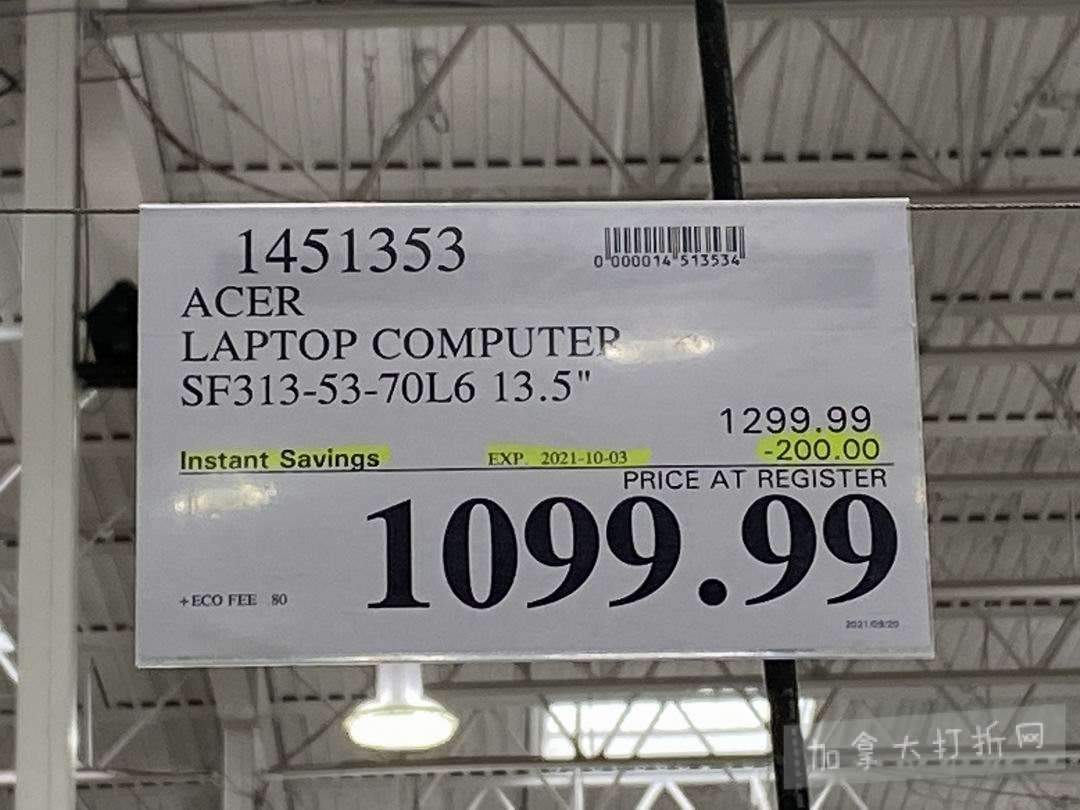 1451353
0 000014 513534
ACER
LAPTOP COMPUTER
SF313-53-70L6 13.5"
1299.99
Instant Savings EXP. 2021-10-03 -200.00
PRICE AT REGISTER
1099.99
+ECO FEE 80
2021/09/20
加拿大打折网